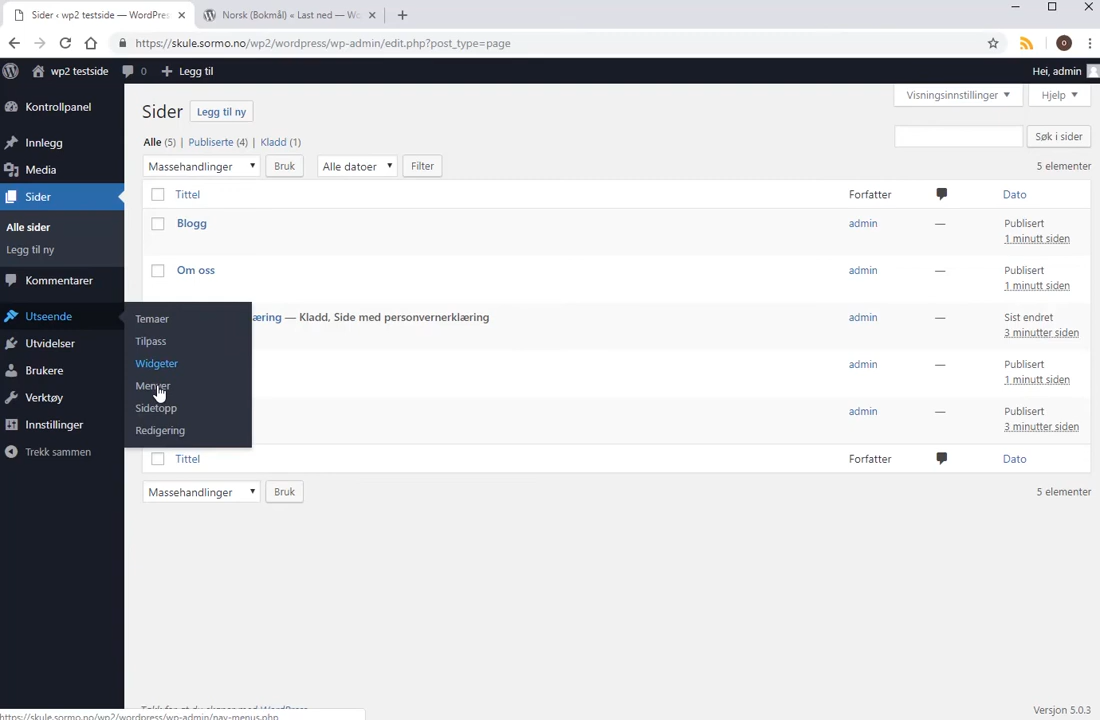 Sider ‹ wp2 testside — WordPres
Norsk (Bokmål) « Last ned — Wo
https://skule.sormo.no/wp2/wordpress/wp-admin/edit.php?post_type=page
0
wp2 testside
0
Legg til
Hei, admin
Kontrollpanel
Innlegg
Media
Sider
Alle sider
Legg til ny
Kommentarer
Utseende
Utvidelser
Brukere
Verktøy
Innstillinger
Trekk sammen
Temaer
Tilpass
Widgeter
Menyer
Sidetopp
Redigering
Visningsinnstillinger
Hjelp
Sider
Legg til ny
Alle (5) | Publiserte (4) | Kladd (1)
Søk i sider
Massehandlinger
Bruk
Alle datoer
Filter
5 elementer
Tittel
Forfatter
Dato
Blogg
admin
—
Publisert
1 minutt siden
Om oss
admin
—
Publisert
1 minutt siden
æring — Kladd, Side med personvernerklæring
admin
—
Sist endret
3 minutter siden
admin
—
Publisert
1 minutt siden
admin
—
Publisert
3 minutter siden
Tittel
Forfatter
Dato
Massehandlinger
Bruk
5 elementer
Versjon 5.0.3
https://skule.sormo.no/wp2/wordpress/wp-admin/nav-menus.php